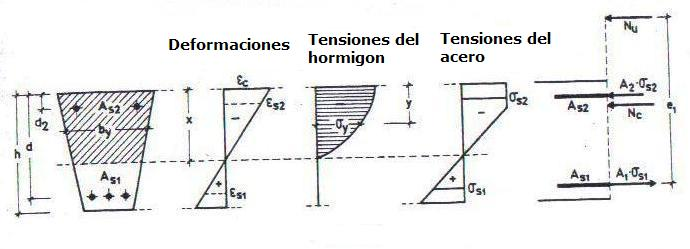 Deformaciones
Tensiones del hormigon
Tensiones del acero
h
d
d2
As2
by
As1
x
εc
εs2
-
+
εs1
-
σy
y
σs2
-
+
σs1
Nu
A2·σs2
As2
Nc
e1
As1
A1·σs1